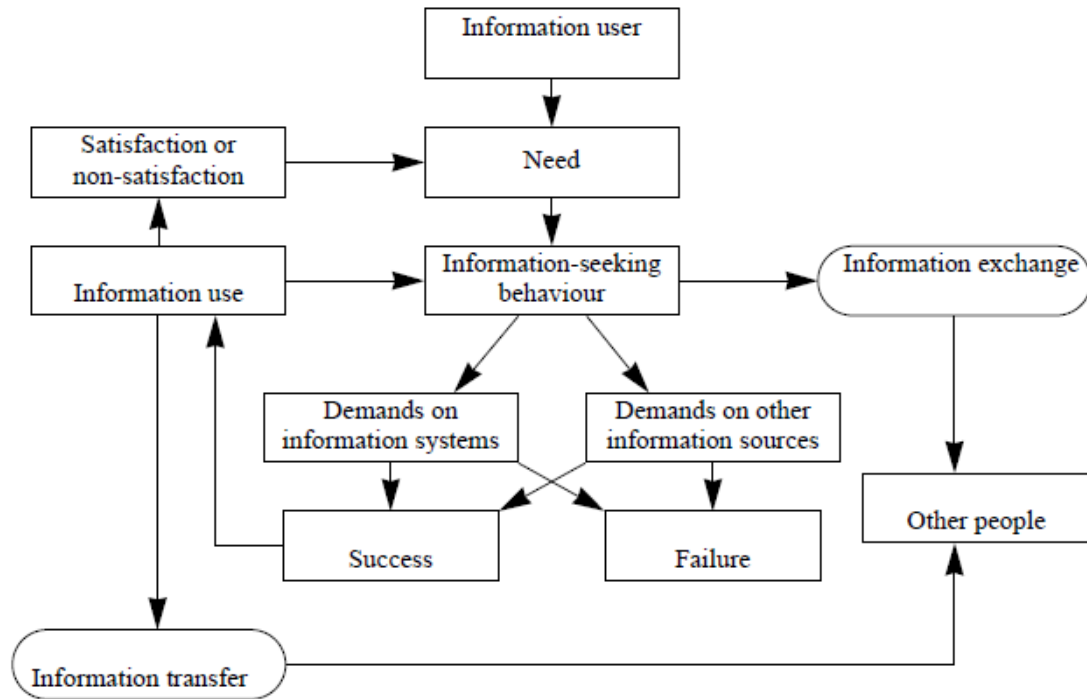 Information user
Satisfaction or
non-satisfaction
Need
Information use
Information-seeking
behaviour
Information exchange
Demands on
information systems
Demands on other
information sources
Success
Failure
Other people
Information transfer